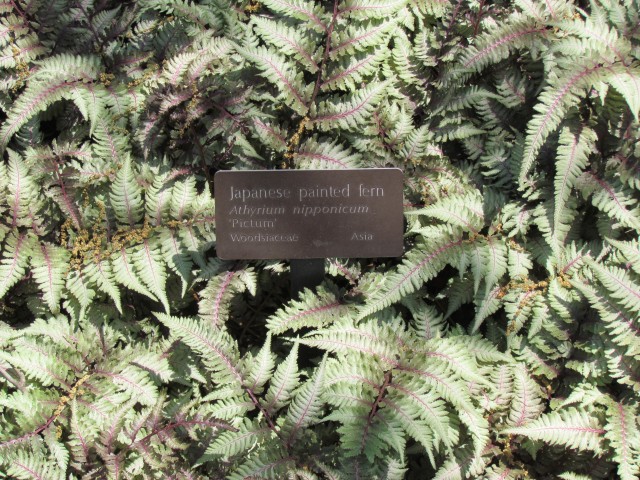 Japanese painted fern
Athyrium nipponicum
'Pictum'
Woodsiaceae Asia